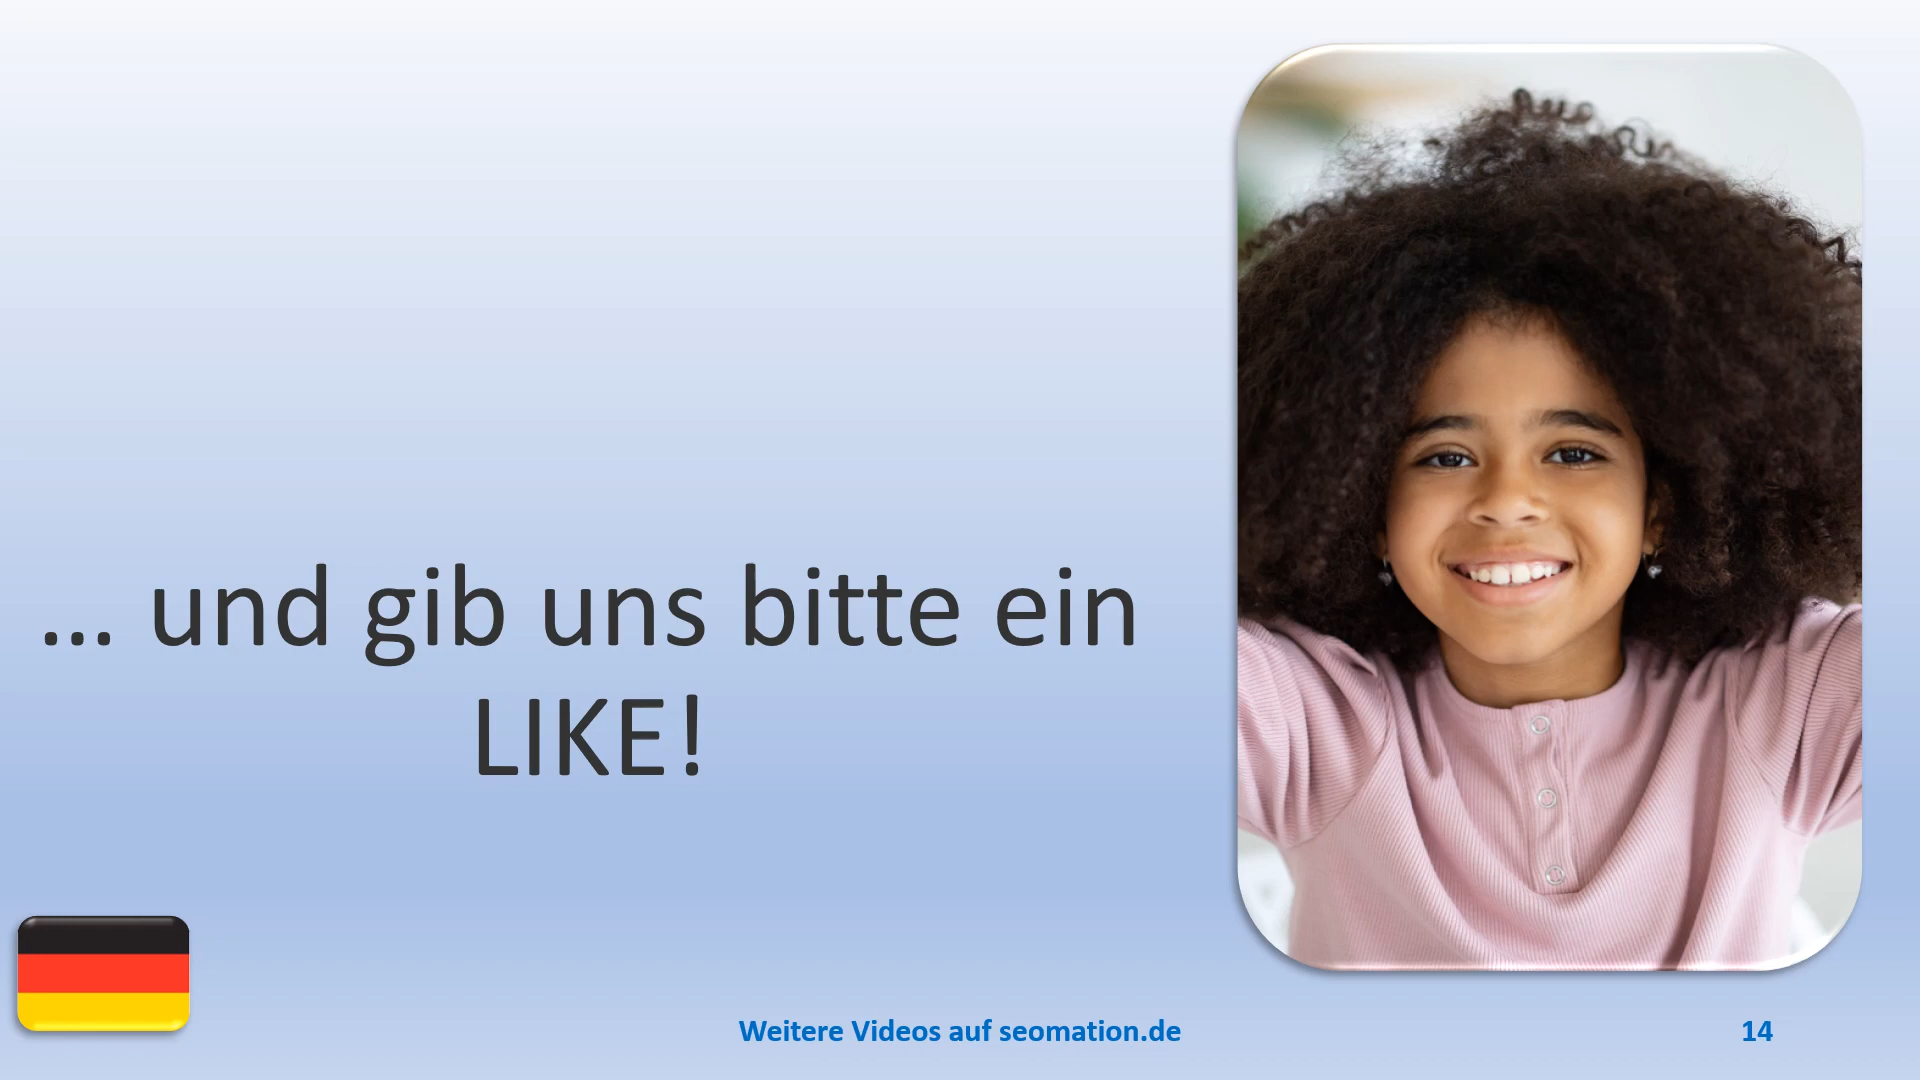 ... und gib uns bitte ein
LIKE!
Weitere Videos auf seomation.de
14